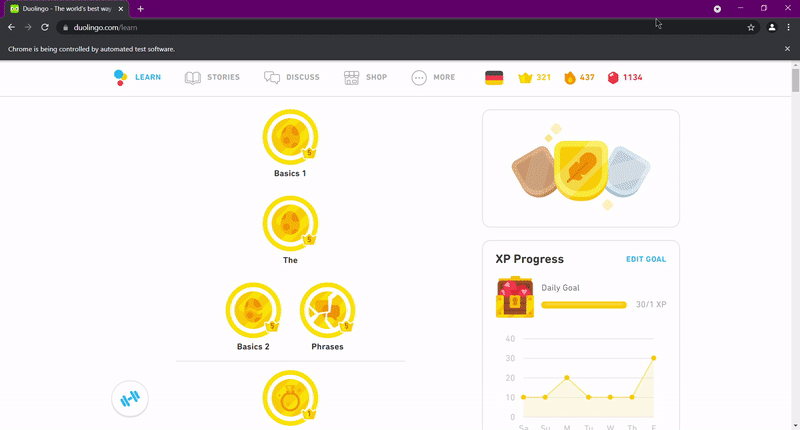 Duolingo - The world's best way
duolingo.com/learn
Chrome is being controlled by automated test software.
LEARN
STORIES
DISCUSS
SHOP
MORE
321
437
1134
5
Basics 1
5
The
5
Basics 2
5
Phrases
1
XP Progress
EDIT GOAL
Daily Goal
30/1 XP
40
30
20
10
0
Sa Su M T W Th F